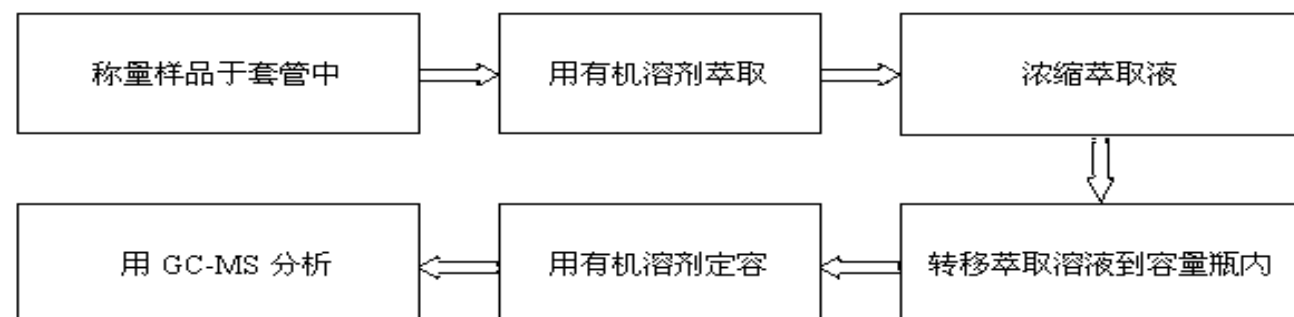 称量样品于套管中
用有机溶剂萃取
浓缩萃取液
转移萃取溶液到容量瓶内
用有机溶剂定容
用 GC-MS 分析